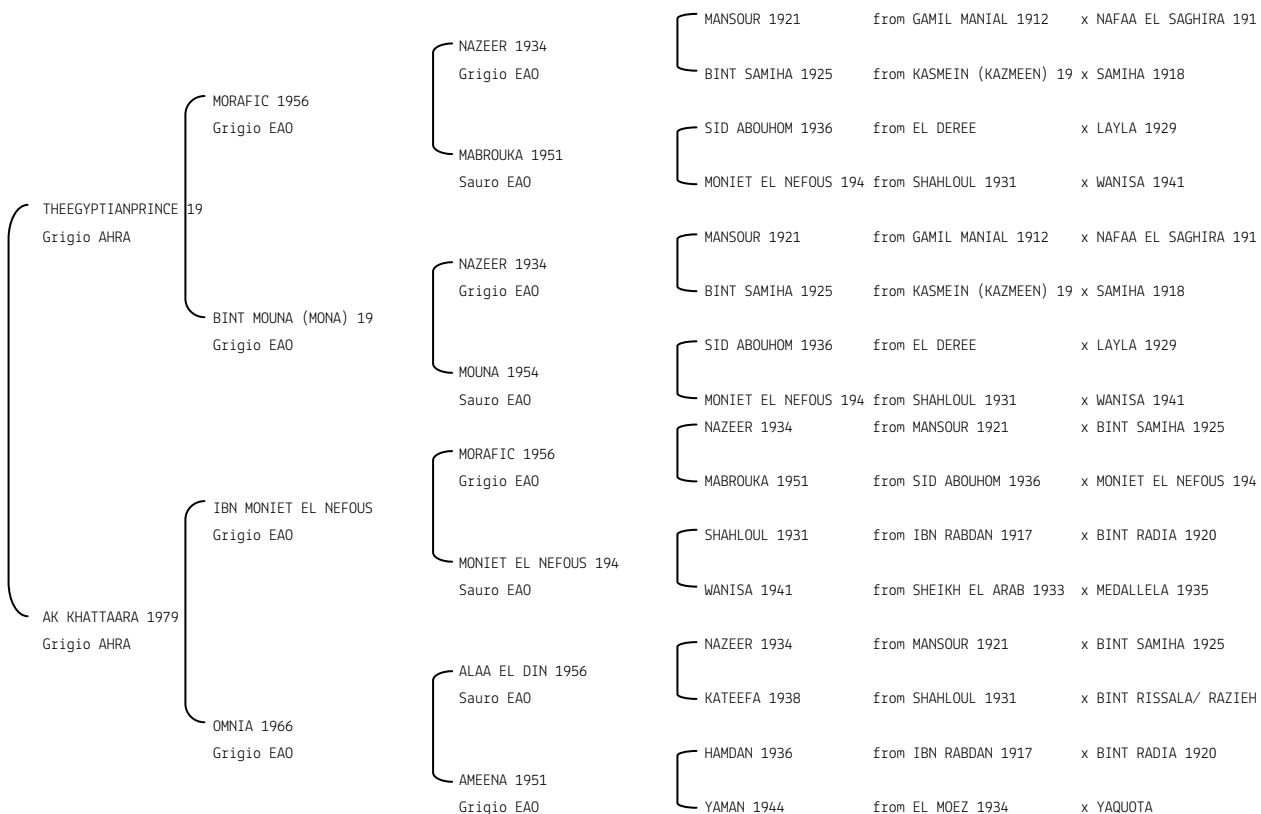 MANSOUR 1921 from GAMIL MANIAL 1912 x NAFAA EL SAGHIRA 191
NAZEER 1934
Grigio EAO
BINT SAMIHA 1925 from KASMEIN (KAZMEEN) 19 x SAMIHA 1918
MORAFIC 1956
Grigio EAO
SID ABOUHOM 1936 from EL DEREE x LAYLA 1929
MABROUKA 1951
Sauro EAO
MONIET EL NEFOUS 194 from SHAHLOUL 1931 x WANISA 1941
THEEGYPTIANPRINCE 19
Grigio AHRA
MANSOUR 1921 from GAMIL MANIAL 1912 x NAFAA EL SAGHIRA 191
NAZEER 1934
Grigio EAO
BINT SAMIHA 1925 from KASMEIN (KAZMEEN) 19 x SAMIHA 1918
BINT MOUNA (MONA) 19
Grigio EAO
SID ABOUHOM 1936 from EL DEREE x LAYLA 1929
MOUNA 1954
Sauro EAO
MONIET EL NEFOUS 194 from SHAHLOUL 1931 x WANISA 1941
NAZEER 1934 from MANSOUR 1921 x BINT SAMIHA 1925
MORAFIC 1956
Grigio EAO
MABROUKA 1951 from SID ABOUHOM 1936 x MONIET EL NEFOUS 194
IBN MONIET EL NEFOUS
Grigio EAO
SHAHLOUL 1931 from IBN RABDAN 1917 x BINT RADIA 1920
MONIET EL NEFOUS 194
Sauro EAO
WANISA 1941 from SHEIKH EL ARAB 1933 x MEDALLELA 1935
AK KHATTAARA 1979
Grigio AHRA
NAZEER 1934 from MANSOUR 1921 x BINT SAMIHA 1925
ALAA EL DIN 1956
Sauro EAO
KATEEFA 1938 from SHAHLOUL 1931 x BINT RISSALA/ RAZIEH
OMNIA 1966
Grigio EAO
HAMDAN 1936 from IBN RABDAN 1917 x BINT RADIA 1920
AMEENA 1951
Grigio EAO
YAMAN 1944 from EL MOEZ 1934 x YAQUOTA